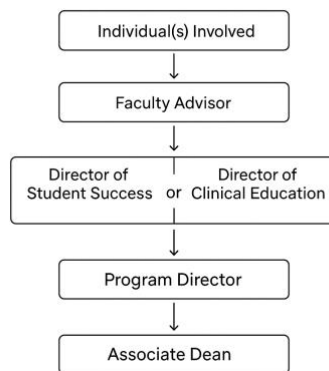 Individual(s) Involved
Faculty Advisor
Director of
Student Success
or
Director of
Clinical Education
Program Director
Associate Dean